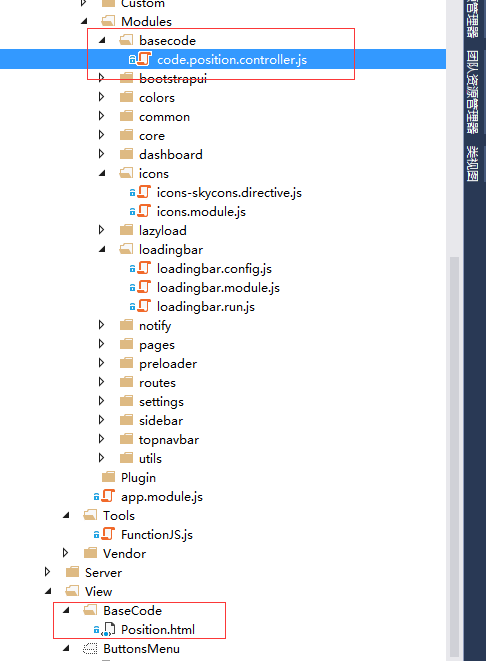 Custom
Modules
basecode
code.position.controller.js
bootstrapui
colors
common
core
dashboard
icons
icons-skycons.directive.js
icons.module.js
lazyload
loadingbar
loadingbar.config.js
loadingbar.module.js
loadingbar.run.js
notify
pages
preloader
routes
settings
sidebar
topnavbar
utils
Plugin
app.module.js
Tools
FunctionJS.js
Vendor
Server
View
BaseCode
Position.html
ButtonsMenu
管理器
团队资源管理器
类视图